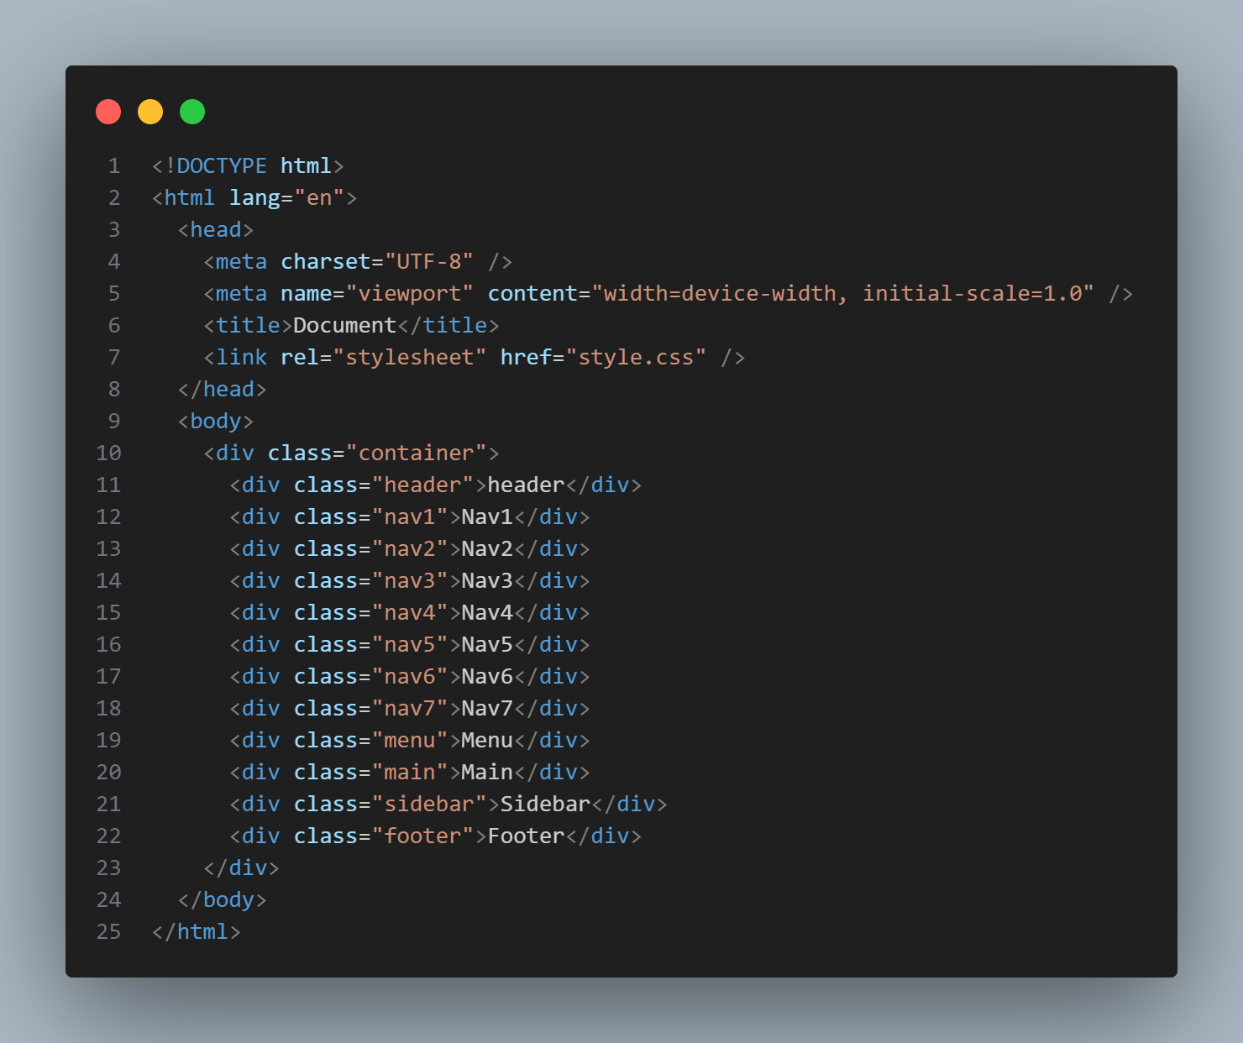 1 <!DOCTYPE html>
2 <html lang="en">
3   <head>
4     <meta charset="UTF-8" />
5     <meta name="viewport" content="width=device-width, initial-scale=1.0" />
6     <title>Document</title>
7     <link rel="stylesheet" href="style.css" />
8   </head>
9   <body>
10     <div class="container">
11       <div class="header">header</div>
12       <div class="nav1">Nav1</div>
13       <div class="nav2">Nav2</div>
14       <div class="nav3">Nav3</div>
15       <div class="nav4">Nav4</div>
16       <div class="nav5">Nav5</div>
17       <div class="nav6">Nav6</div>
18       <div class="nav7">Nav7</div>
19       <div class="menu">Menu</div>
20       <div class="main">Main</div>
21       <div class="sidebar">Sidebar</div>
22       <div class="footer">Footer</div>
23     </div>
24   </body>
25 </html>